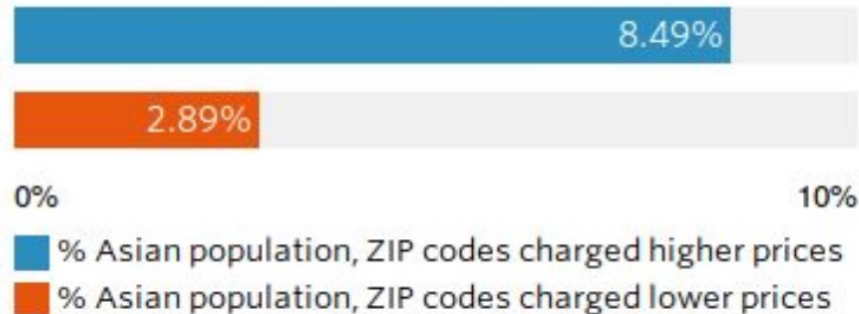 8.49%
2.89%
0% 10%
% Asian population, ZIP codes charged higher prices
% Asian population, ZIP codes charged lower prices